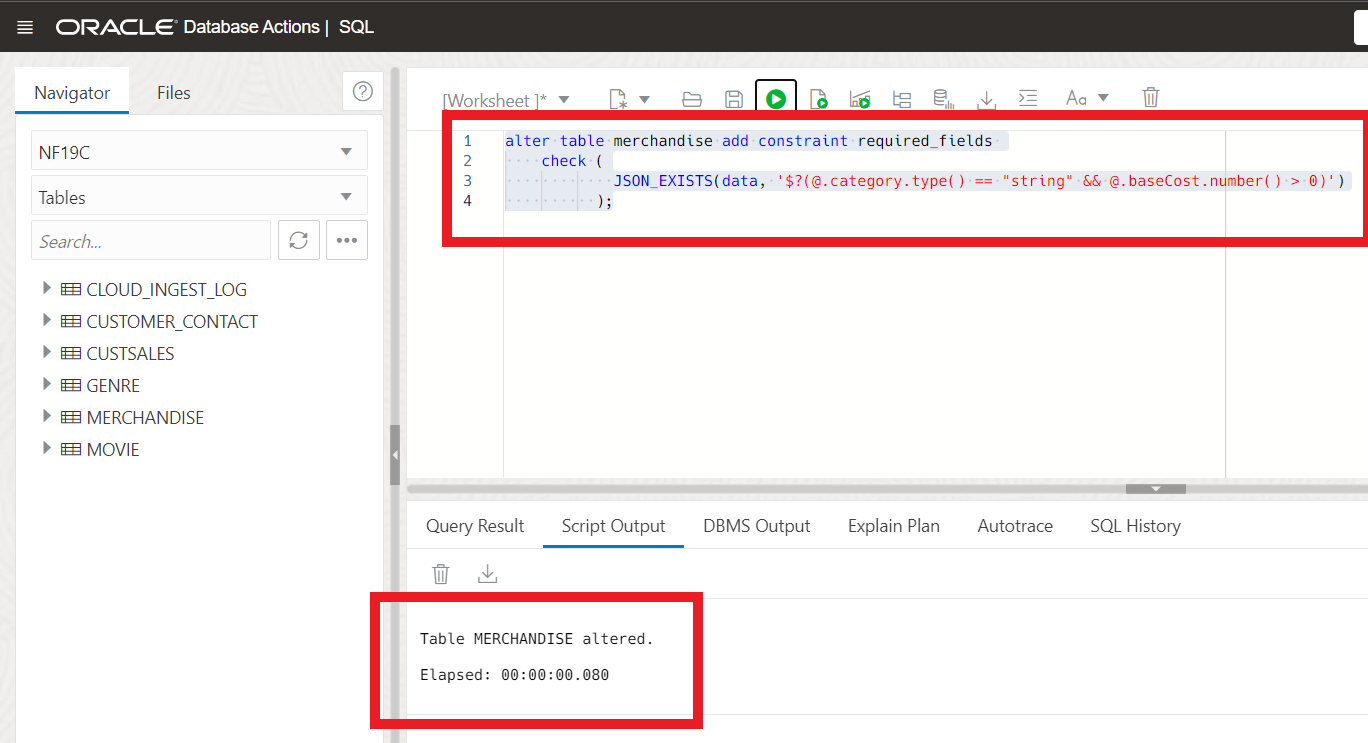 ORACLE Database Actions | SQL
Navigator
Files
NF19C
Tables
Search...
CLOUD_INGEST_LOG
CUSTOMER_CONTACT
CUSTSALES
GENRE
MERCHANDISE
MOVIE
[Worksheet ]*
Aa
1 alter table merchandise add constraint required_fields
2 check (
3 JSON_EXISTS(data, '$?(@.category.type() == "string" && @.baseCost.number() > 0)')
4 );
Query Result
Script Output
DBMS Output
Explain Plan
Autotrace
SQL History
Table MERCHANDISE altered.
Elapsed: 00:00:00.080